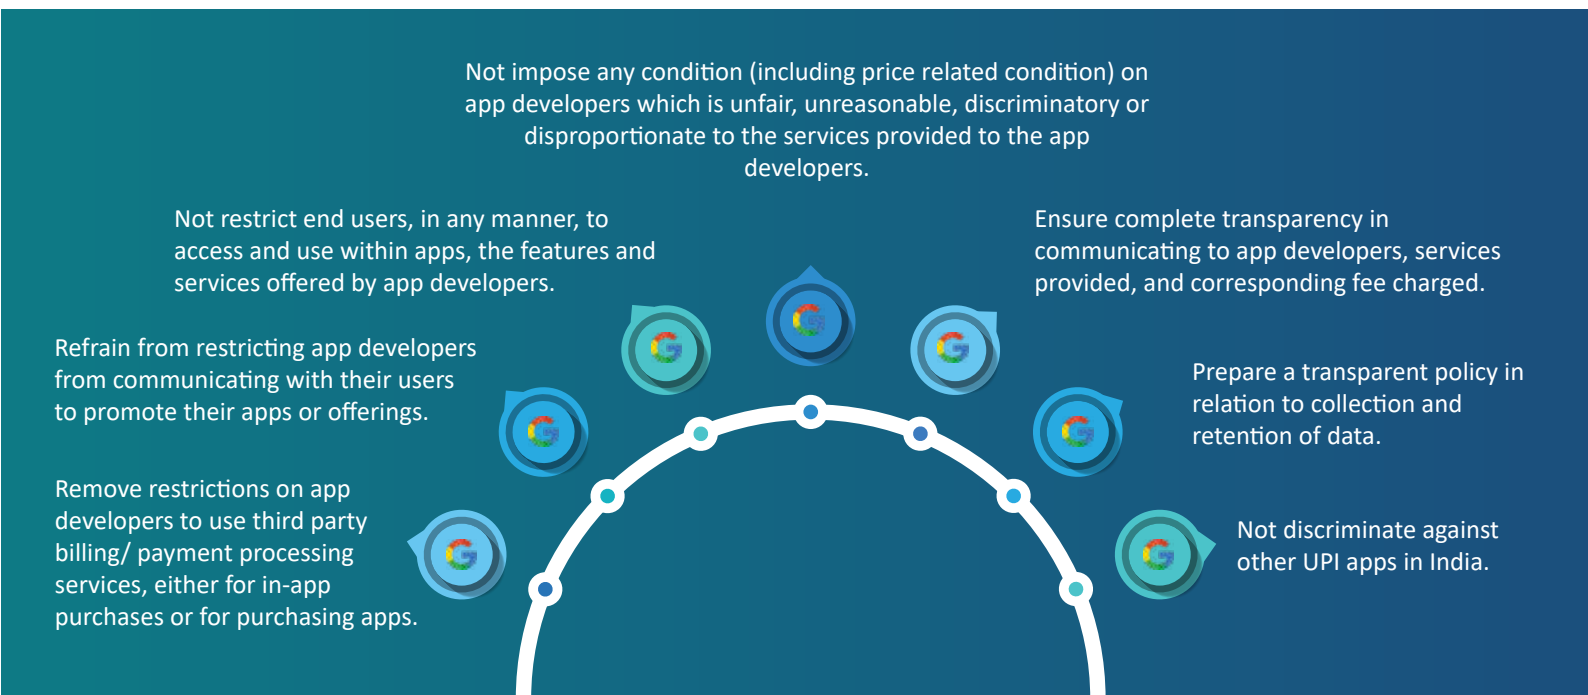 Not impose any condition (including price related condition) on
app developers which is unfair, unreasonable, discriminatory or
disproportionate to the services provided to the app
developers.
Not restrict end users, in any manner, to
access and use within apps, the features and
services offered by app developers.
Ensure complete transparency in
communicating to app developers, services
provided, and corresponding fee charged.
Refrain from restricting app developers
from communicating with their users
to promote their apps or offerings.
Prepare a transparent policy in
relation to collection and
retention of data.
Remove restrictions on app
developers to use third party
billing/ payment processing
services, either for in-app
purchases or for purchasing apps.
Not discriminate against
other UPI apps in India.
G
G
G
G
G
G
G